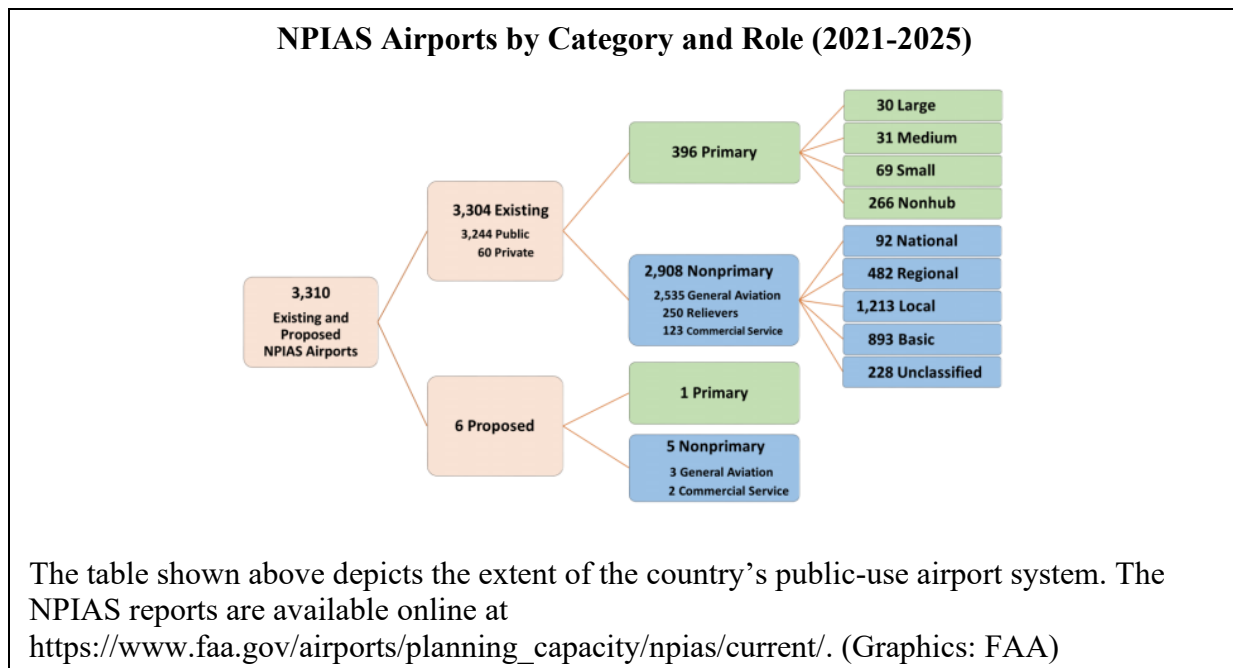 NPIAS Airports by Category and Role (2021-2025)
3,310
Existing and
Proposed
NPIAS Airports
3,304 Existing
3,244 Public
60 Private
6 Proposed
396 Primary
2,908 Nonprimary
2,535 General Aviation
250 Relievers
123 Commercial Service
1 Primary
5 Nonprimary
3 General Aviation
2 Commercial Service
30 Large
31 Medium
69 Small
266 Nonhub
92 National
482 Regional
1,213 Local
893 Basic
228 Unclassified
The table shown above depicts the extent of the country’s public-use airport system. The
NPIAS reports are available online at
https://www.faa.gov/airports/planning_capacity/npias/current/. (Graphics: FAA)